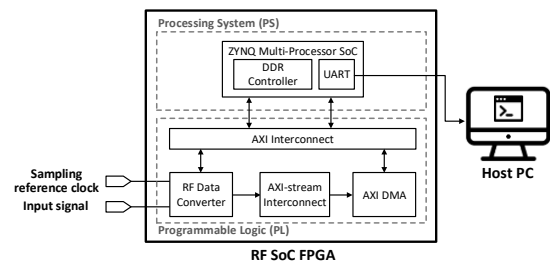 Processing System (PS)
ZYNQ Multi-Processor SoC
DDR
Controller
UART
AXI Interconnect
Sampling
reference clock
Input signal
RF Data
Converter
AXI-stream
Interconnect
AXI DMA
Host PC
Programmable Logic (PL)
RF SoC FPGA